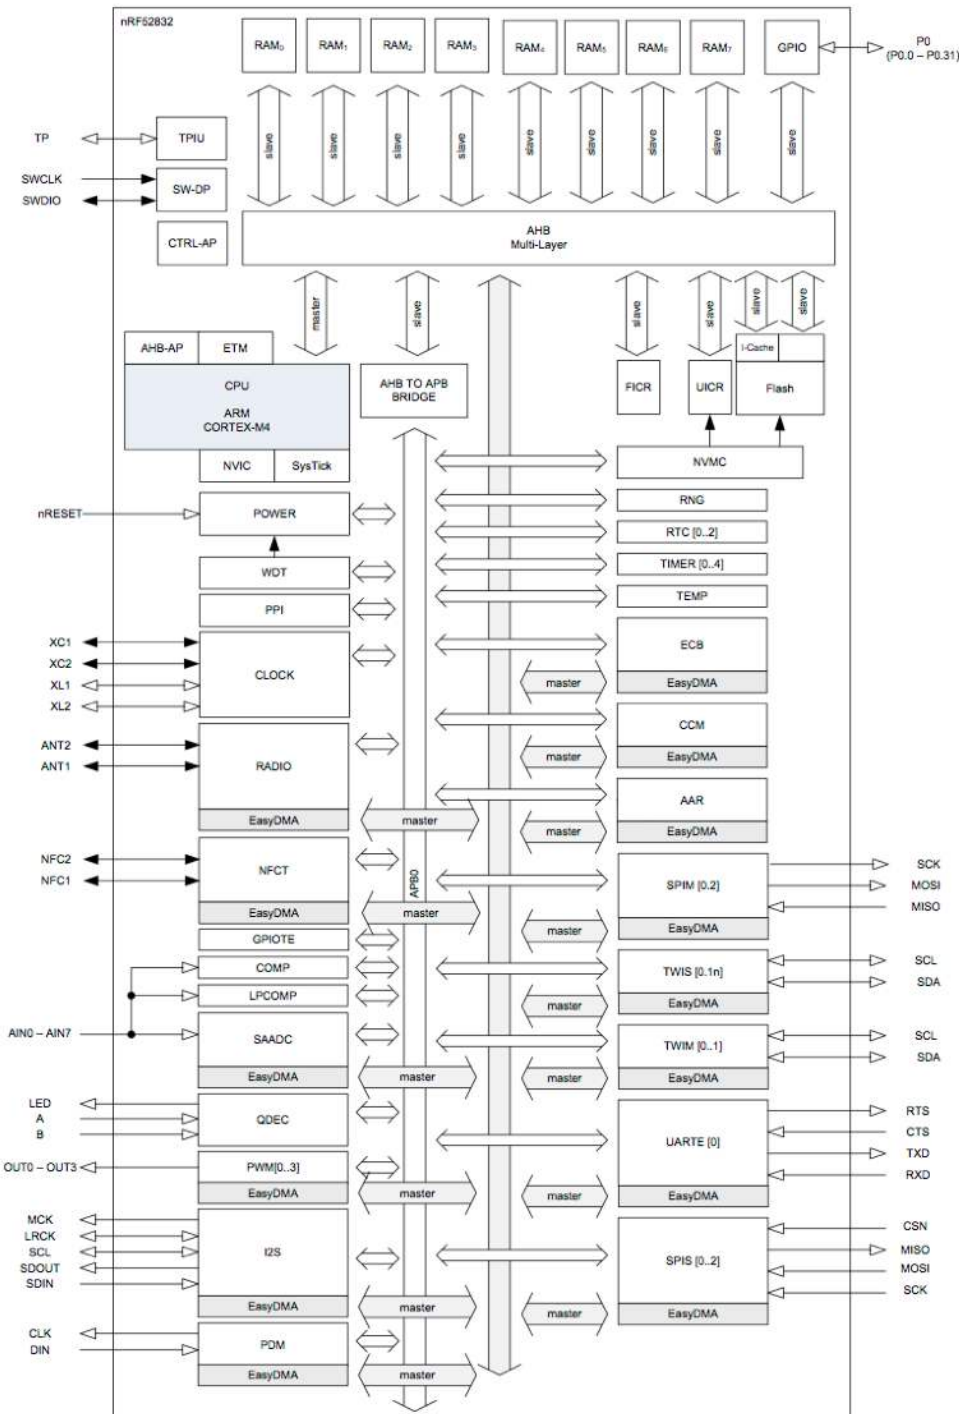 nRF52832
RAM0
RAM1
RAM2
RAM3
RAM4
RAM5
RAM6
RAM7
GPIO
P0
(P0.0 – P0.31)
slave
slave
slave
slave
slave
slave
slave
slave
slave
TP
TPIU
SWCLK
SWDIO
SW-DP
CTRL-AP
AHB
Multi-Layer
master
slave
slave
slave
slave
slave
AHB-AP
ETM
I-Cache
CPU
ARM
CORTEX-M4
AHB TO APB
BRIDGE
FICR
UICR
Flash
NVIC
SysTick
NVMC
nRESET
POWER
RNG
RTC [0..2]
WDT
TIMER [0..4]
PPI
TEMP
XC1
XC2
XL1
XL2
CLOCK
ECB
master
EasyDMA
ANT2
ANT1
RADIO
CCM
master
EasyDMA
EasyDMA
master
AAR
master
EasyDMA
NFC2
NFC1
NFCT
APB0
SPIM [0.2]
SCK
MOSI
MISO
EasyDMA
master
master
EasyDMA
GPIOTE
COMP
LPCOMP
TWIS [0.1n]
SCL
SDA
master
EasyDMA
AIN0 – AIN7
SAADC
TWIM [0..1]
SCL
SDA
EasyDMA
master
master
EasyDMA
LED
A
B
QDEC
UARTE [0]
RTS
CTS
TXD
RXD
OUT0 – OUT3
PWM[0..3]
EasyDMA
master
master
EasyDMA
MCK
LRCK
SCL
SDOUT
SDIN
I2S
SPIS [0..2]
CSN
MISO
MOSI
SCK
EasyDMA
master
master
EasyDMA
CLK
DIN
PDM
EasyDMA
master